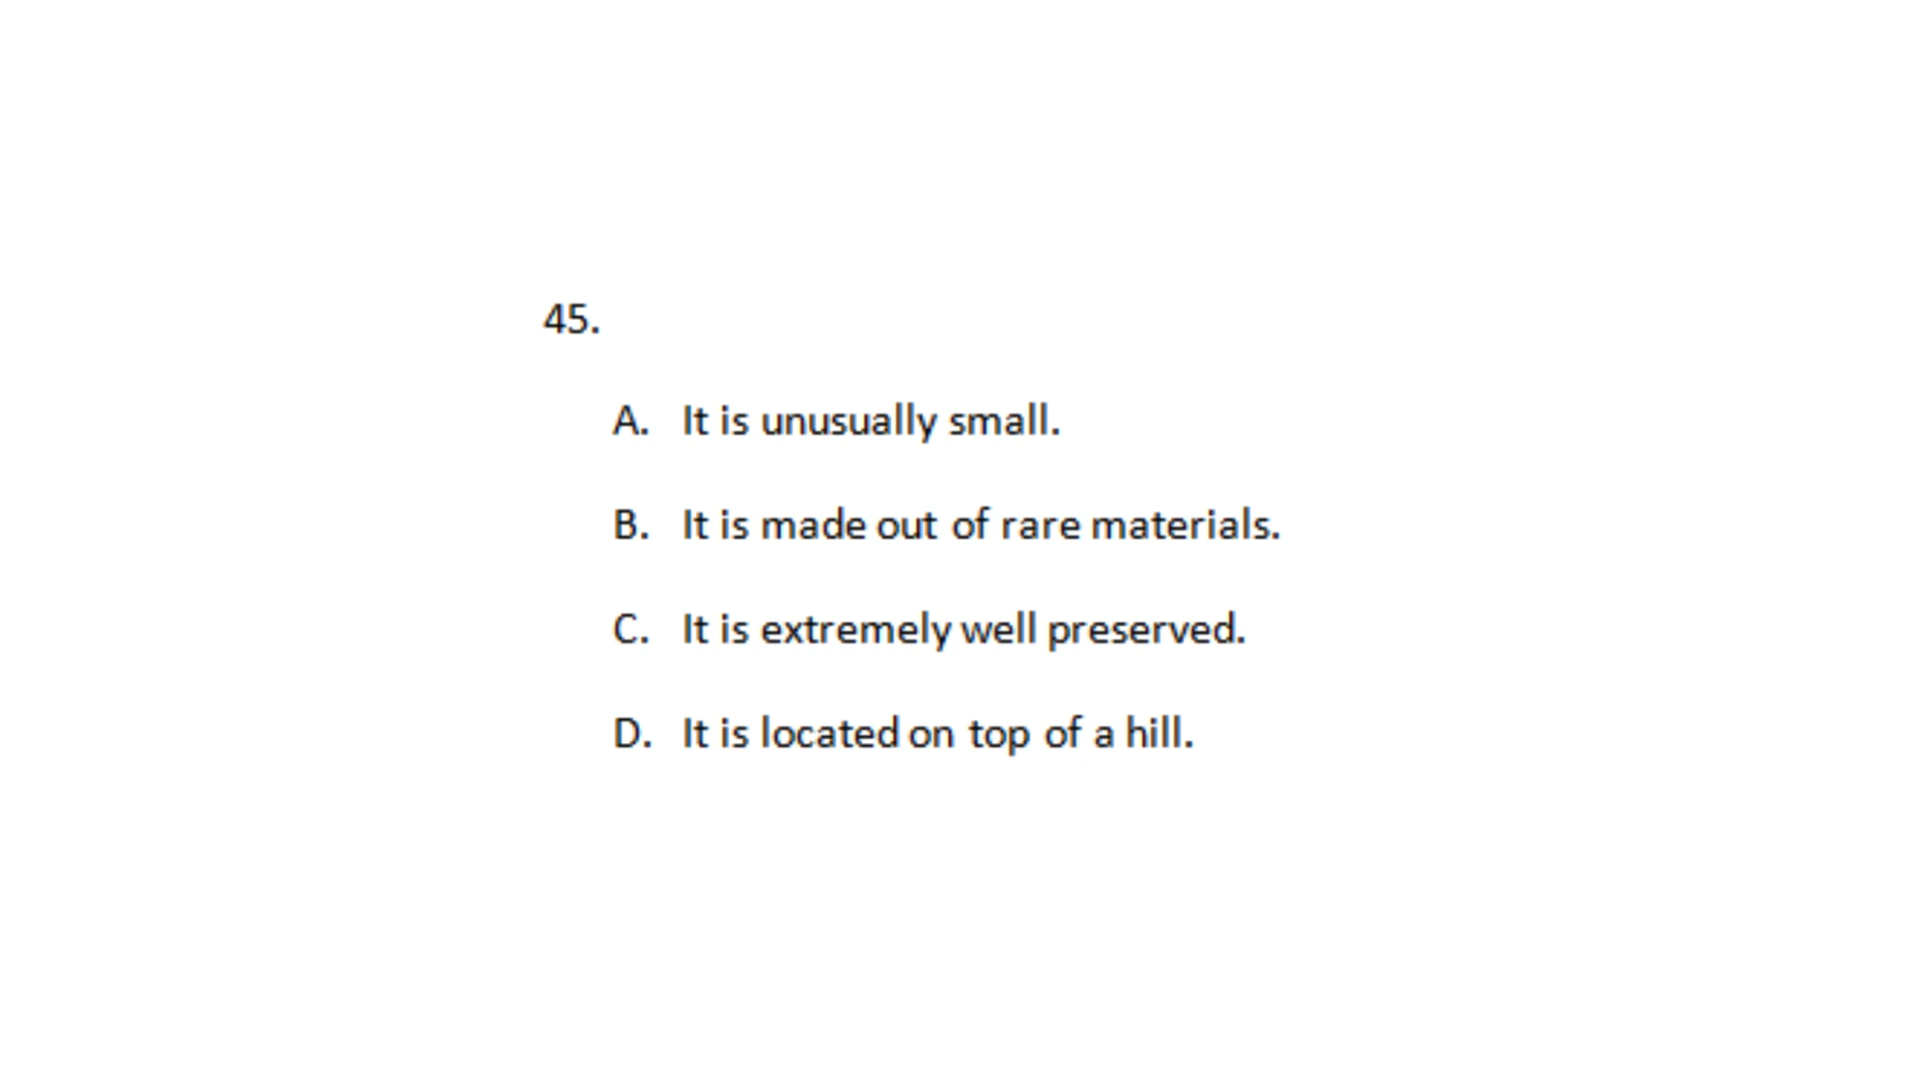 45.
A. It is unusually small.
B. It is made out of rare materials.
C. It is extremely well preserved.
D. It is located on top of a hill.